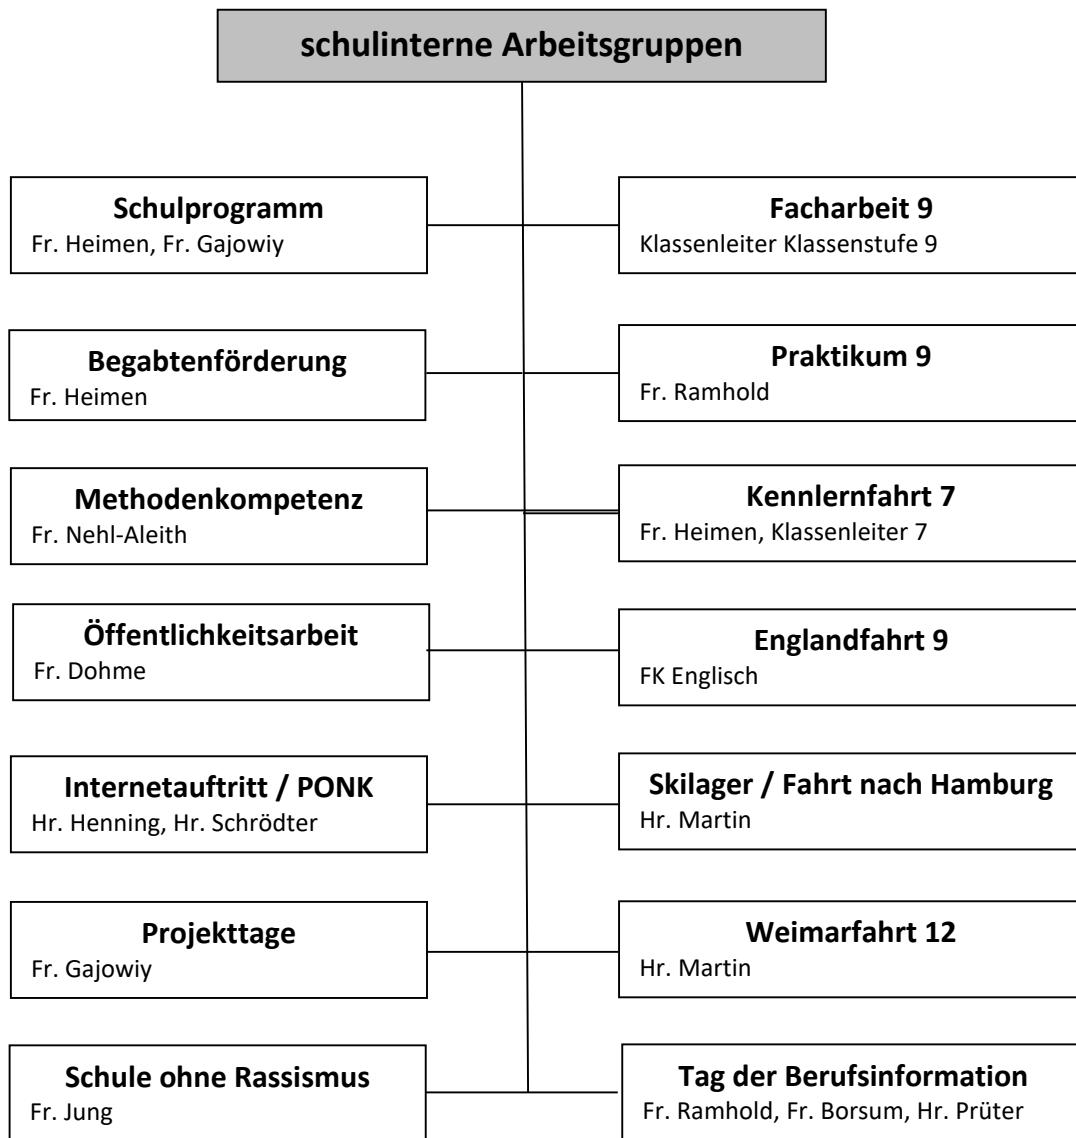 schulinterne Arbeitsgruppen
Schulprogramm
Fr. Heimen, Fr. Gajowiy
Facharbeit 9
Klassenleiter Klassenstufe 9
Begabtenförderung
Fr. Heimen
Praktikum 9
Fr. Ramhold
Methodenkompetenz
Fr. Nehl-Aleith
Kennlernfahrt 7
Fr. Heimen, Klassenleiter 7
Öffentlichkeitsarbeit
Fr. Dohme
Englandfahrt 9
FK Englisch
Internetauftritt / PONK
Hr. Henning, Hr. Schrödter
Skilager / Fahrt nach Hamburg
Hr. Martin
Projekttage
Fr. Gajowiy
Weimarfahrt 12
Hr. Martin
Schule ohne Rassismus
Fr. Jung
Tag der Berufsinformation
Fr. Ramhold, Fr. Borsum, Hr. Prüter